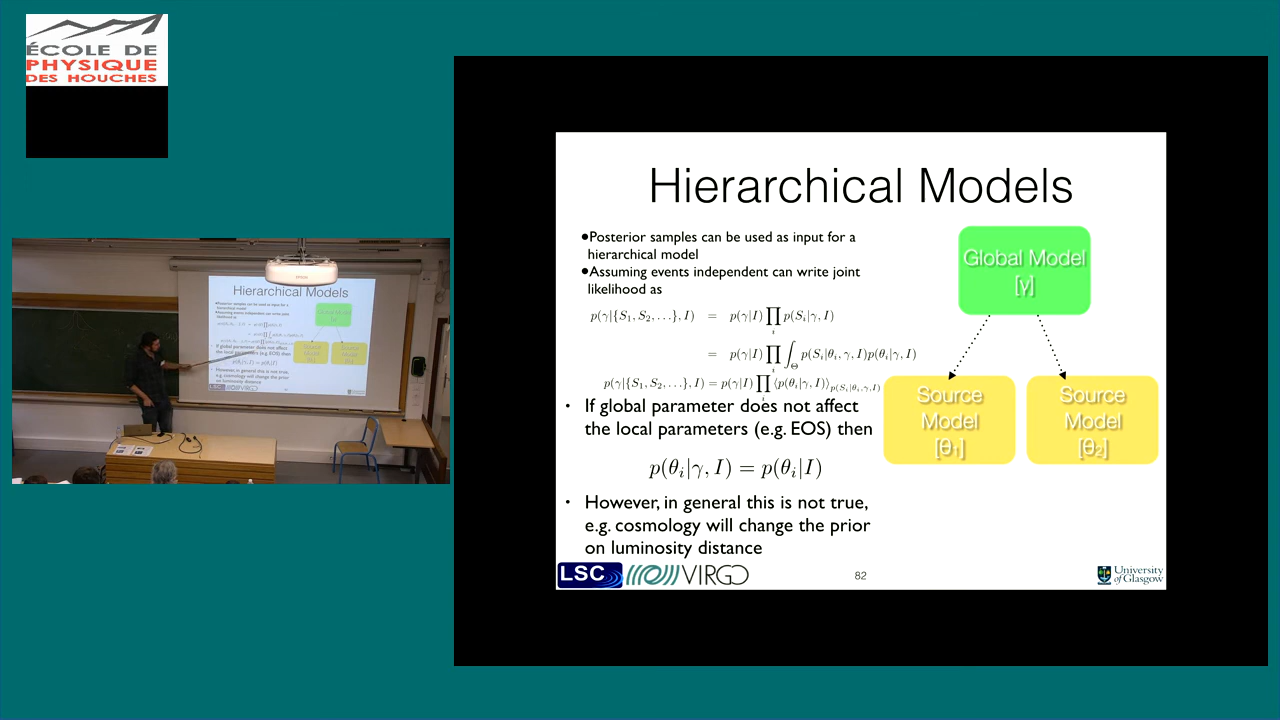 ÉCOLE DE
PHYSIQUE
DES HOUCHES
Hierarchical Models
●Posterior samples can be used as input for a
hierarchical model
●Assuming events independent can write joint
likelihood as
p(γ|{S₁, S₂, ...}, I) = p(γ|I) ∏ᵢ p(Sᵢ|γ, I)
= p(γ|I) ∏ᵢ ∫_Θ p(Sᵢ|θᵢ, γ, I)p(θᵢ|γ, I)
p(γ|{S₁, S₂, ...}, I) = p(γ|I) ∏ᵢ ⟨p(θᵢ|γ, I)⟩_p(Sᵢ|θᵢ,γ,I)
• If global parameter does not affect
the local parameters (e.g. EOS) then
p(θᵢ|γ, I) = p(θᵢ|I)
• However, in general this is not true,
e.g. cosmology will change the prior
on luminosity distance
Global Model
[γ]
Source
Model
[θ₁]
Source
Model
[θ₂]
LSC
VIRGO
82
University
of Glasgow
Hierarchical Models